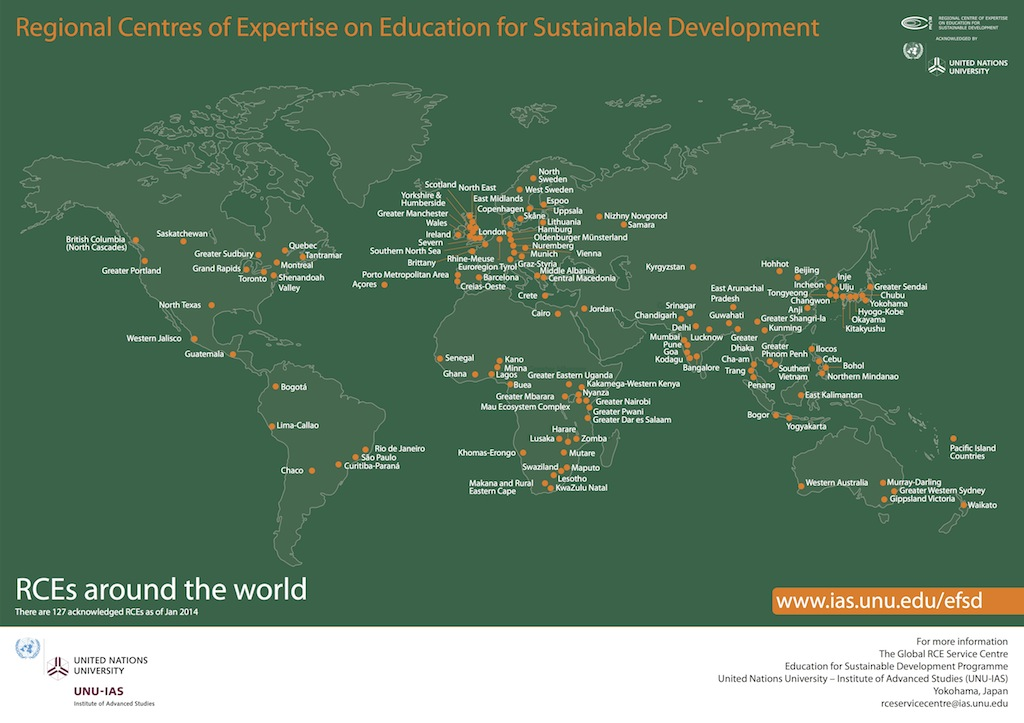 Regional Centres of Expertise on Education for Sustainable Development
REGIONAL CENTRE OF EXPERTISE
ON EDUCATION FOR
SUSTAINABLE DEVELOPMENT
ACKNOWLEDGED BY
UNITED NATIONS
UNIVERSITY
British Columbia
(North Cascades)
Saskatchewan
Greater Portland
Greater Sudbury
Grand Rapids
Toronto
Quebec
Tantramar
Montreal
Shenandoah
Valley
North Texas
Western Jalisco
Guatemala
Bogotá
Lima-Callao
Rio de Janeiro
São Paulo
Curitiba-Paraná
Chaco
Scotland
North East
Yorkshire &
Humberside
East Midlands
Greater Manchester
Copenhagen
Wales
Ireland
London
Severn
Southern North Sea
Brittany
Rhine-Meuse
Euroregion Tyrol
Porto Metropolitan Area
Barcelona
Açores
Creias-Oeste
North
Sweden
West Sweden
Espoo
Uppsala
Skåne
Lithuania
Hamburg
Oldenburger Münsterland
Nuremberg
Munich
Vienna
Graz-Styria
Middle Albania
Central Macedonia
Crete
Cairo
Jordan
Nizhny Novgorod
Samara
Kyrgyzstan
Senegal
Ghana
Kano
Minna
Lagos
Buea
Greater Eastern Uganda
Kakamega-Western Kenya
Greater Mbarara
Nyanza
Mau Ecosystem Complex
Greater Nairobi
Greater Pwani
Greater Dar es Salaam
Harare
Lusaka
Zomba
Khomas-Erongo
Mutare
Swaziland
Maputo
Makana and Rural
Eastern Cape
Lesotho
KwaZulu Natal
Hohhot
Beijing
Incheon
Inje
Ulju
Tongyeong
Changwon
Anji
Greater Sendai
Chubu
Yokohama
Hyogo-Kobe
Okayama
Kitakyushu
East Arunachal
Pradesh
Srinagar
Chandigarh
Guwahati
Delhi
Greater Shangri-la
Kunming
Mumbai
Lucknow
Pune
Goa
Kodagu
Bangalore
Greater
Dhaka
Greater
Phnom Penh
Cha-am
Trang
Southern
Vietnam
Penang
Ilocos
Cebu
Bohol
Northern Mindanao
East Kalimantan
Bogor
Yogyakarta
Pacific Island
Countries
Western Australia
Murray-Darling
Greater Western Sydney
Gippsland Victoria
Waikato
RCEs around the world
There are 127 acknowledged RCEs as of Jan 2014
www.ias.unu.edu/efsd
UNITED NATIONS
UNIVERSITY
UNU-IAS
Institute of Advanced Studies
For more information
The Global RCE Service Centre
Education for Sustainable Development Programme
United Nations University – Institute of Advanced Studies (UNU-IAS)
Yokohama, Japan
rceservicecentre@ias.unu.edu